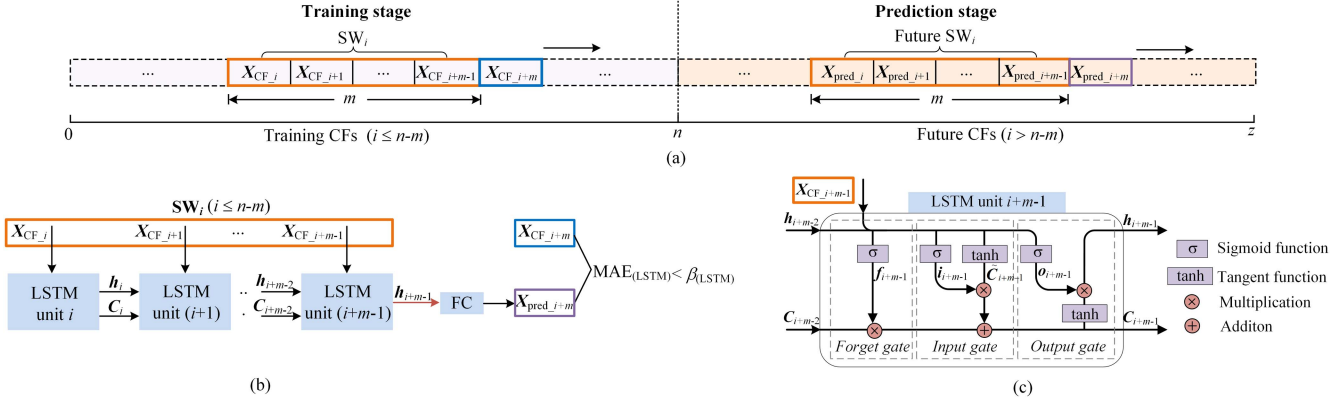 Training stage
Prediction stage
SW_i
Future SW_i
... X_CF_i X_CF_i+1 ... X_CF_i+m-1 X_CF_i+m ... ... X_pred_i X_pred_i+1 ... X_pred_i+m-1 X_pred_i+m ...
m
m
0 Training CFs (i ≤ n-m) n Future CFs (i > n-m) z
(a)
SW_i (i ≤ n-m)
X_CF_i X_CF_i+1 ... X_CF_i+m-1
LSTM
unit i
h_i
C_i
LSTM
unit (i+1)
..
.
h_i+m-2
C_i+m-2
LSTM
unit (i+m-1)
h_i+m-1
FC
X_CF_i+m
X_pred_i+m
MAE(LSTM) < β(LSTM)
(b)
X_CF_i+m-1
LSTM unit i+m-1
h_i+m-2
h_i+m-1
σ σ tanh σ
f_i+m-1 i_i+m-1 C̃_i+m-1 o_i+m-1
×
tanh
×
C_i+m-2
C_i+m-1
× +
Forget gate Input gate Output gate
σ Sigmoid function
tanh Tangent function
× Multiplication
+ Additon
(c)